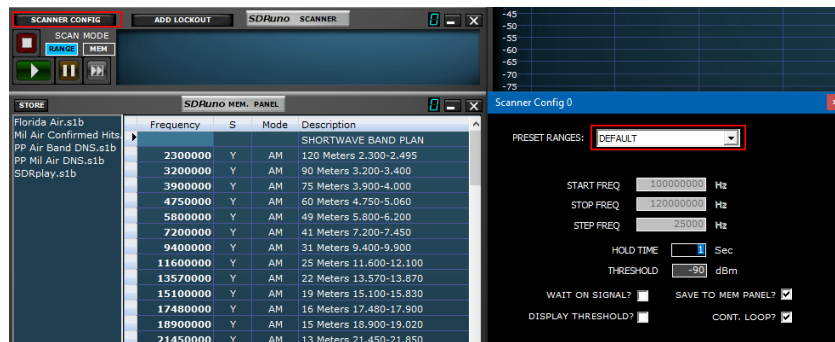 SCANNER CONFIG ADD LOCKOUT SDRuno SCANNER 0
SCAN MODE
RANGE MEM
-45
-50
-55
-60
-65
-70
-75
STORE SDRuno MEM. PANEL 0
Florida Air.s1b
Mil Air Confirmed Hits.
PP Air Band DNS.s1b
PP Mil Air DNS.s1b
SDRplay.s1b
Frequency S Mode Description
SHORTWAVE BAND PLAN
2300000 Y AM 120 Meters 2.300-2.495
3200000 Y AM 90 Meters 3.200-3.400
3900000 Y AM 75 Meters 3.900-4.000
4750000 Y AM 60 Meters 4.750-5.060
5800000 Y AM 49 Meters 5.800-6.200
7200000 Y AM 41 Meters 7.200-7.450
9400000 Y AM 31 Meters 9.400-9.900
11600000 Y AM 25 Meters 11.600-12.100
13570000 Y AM 22 Meters 13.570-13.870
15100000 Y AM 19 Meters 15.100-15.830
17480000 Y AM 16 Meters 17.480-17.900
18900000 Y AM 15 Meters 18.900-19.020
21450000 Y AM 13 Meters 21.450-21.850
Scanner Config 0
PRESET RANGES: DEFAULT
START FREQ 100000000 Hz
STOP FREQ 120000000 Hz
STEP FREQ 25000 Hz
HOLD TIME 1 Sec
THRESHOLD -90 dBm
WAIT ON SIGNAL? SAVE TO MEM PANEL?
DISPLAY THRESHOLD? CONT. LOOP?